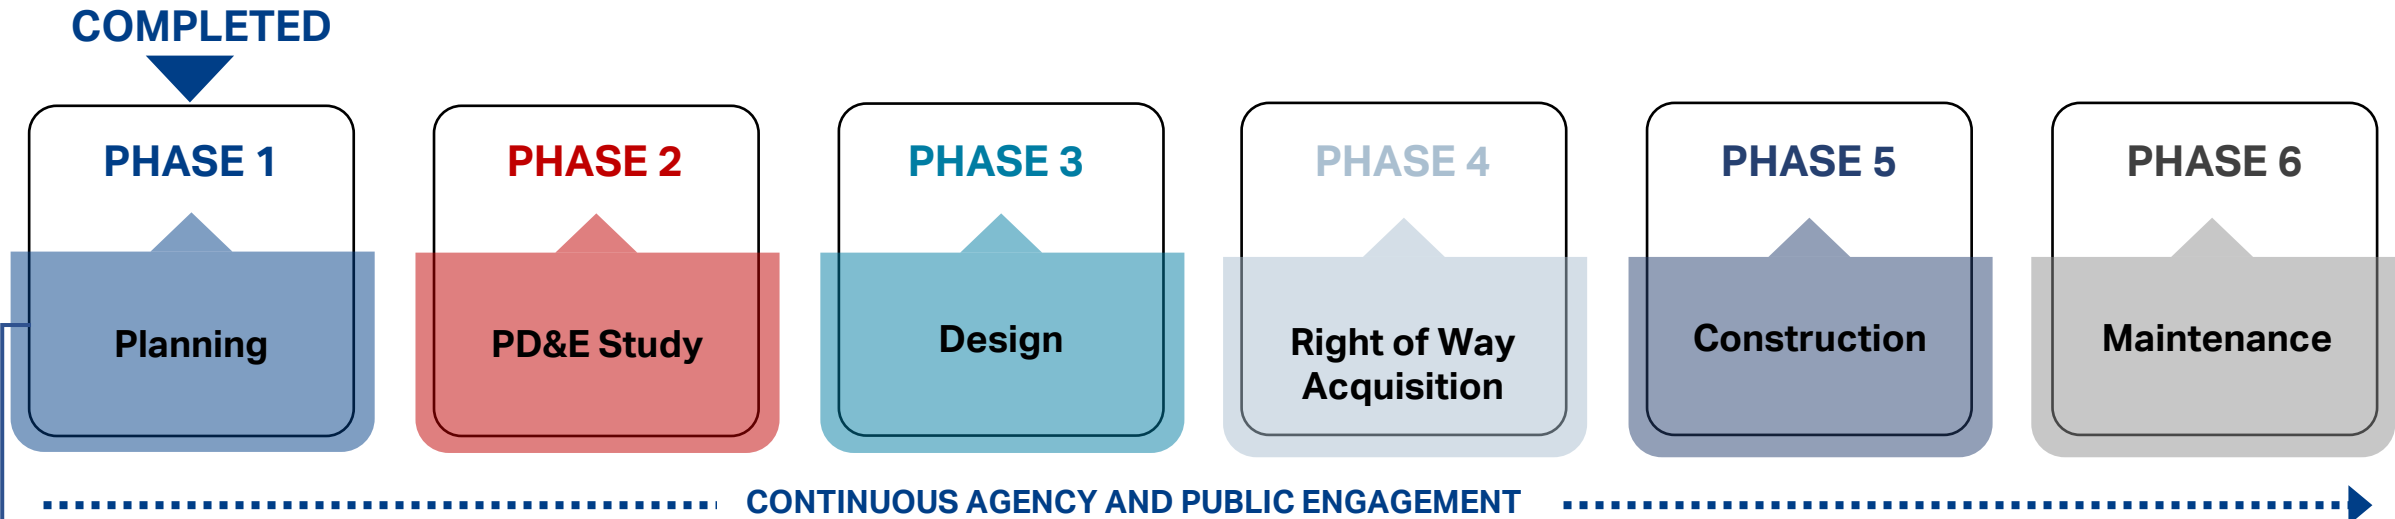 COMPLETED
PHASE 1
PHASE 2
PHASE 3
PHASE 4
PHASE 5
PHASE 6
Planning
PD&E Study
Design
Right of Way
Acquisition
Construction
Maintenance
CONTINUOUS AGENCY AND PUBLIC ENGAGEMENT